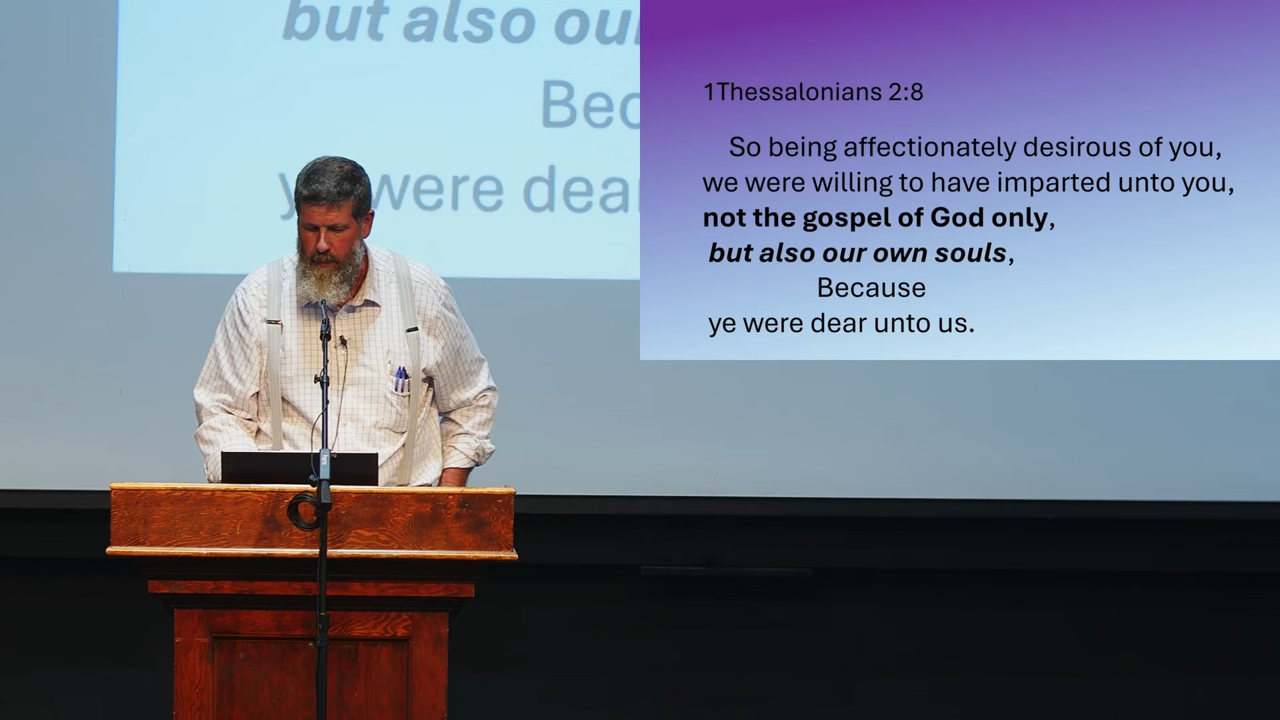 but also ou
Bec
y were dear
1Thessalonians 2:8
So being affectionately desirous of you,
we were willing to have imparted unto you,
not the gospel of God only,
but also our own souls,
Because
ye were dear unto us.